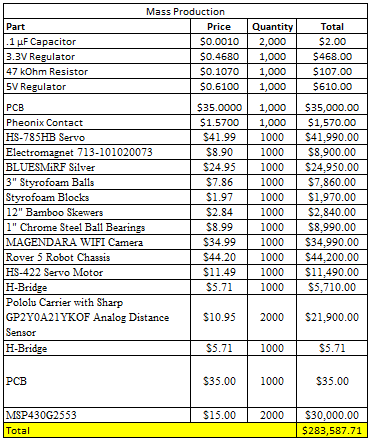 Mass Production
Part Price Quantity Total
.1 µF Capacitor $0.0010 2,000 $2.00
3.3V Regulator $0.4680 1,000 $468.00
47 kOhm Resistor $0.1070 1,000 $107.00
5V Regulator $0.6100 1,000 $610.00
PCB $35.0000 1,000 $35,000.00
Pheonix Contact $1.5700 1,000 $1,570.00
HS-785HB Servo $41.99 1000 $41,990.00
Electromagnet 713-101020073 $8.90 1000 $8,900.00
BLUESMiRF Silver $24.95 1000 $24,950.00
3" Styrofoam Balls $7.86 1000 $7,860.00
Styrofoam Blocks $1.97 1000 $1,970.00
12" Bamboo Skewers $2.84 1000 $2,840.00
1" Chrome Steel Ball Bearings $8.99 1000 $8,990.00
MAGENDARA WIFI Camera $34.99 1000 $34,990.00
Rover 5 Robot Chassis $44.20 1000 $44,200.00
HS-422 Servo Motor $11.49 1000 $11,490.00
H-Bridge $5.71 1000 $5,710.00
Pololu Carrier with Sharp
GP2Y0A21YKOF Analog Distance $10.95 2000 $21,900.00
Sensor
H-Bridge $5.71 1000 $5.71
PCB $35.00 1000 $35.00
MSP430G2553 $15.00 2000 $30,000.00
Total $283,587.71